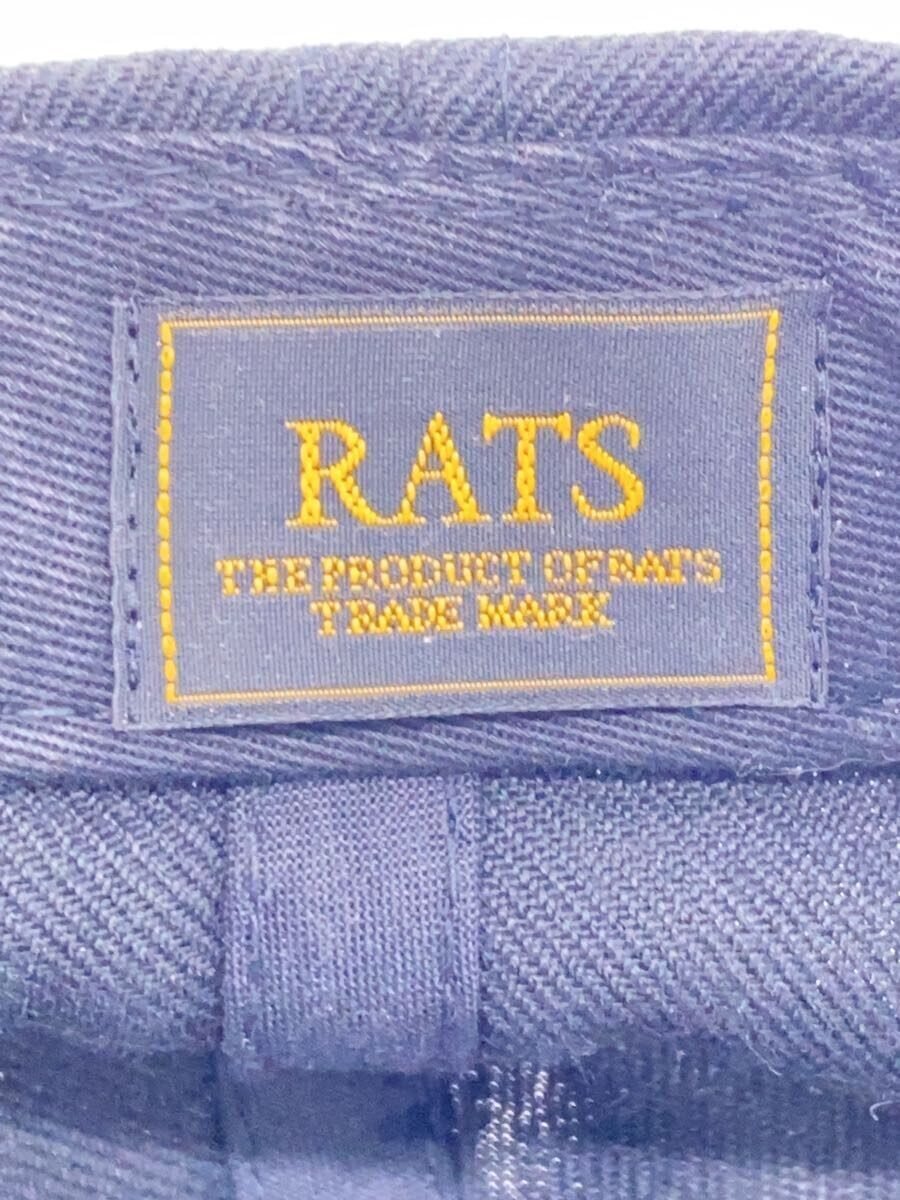 RATS
THE PRODUCT OF RATS
TRADE MARK